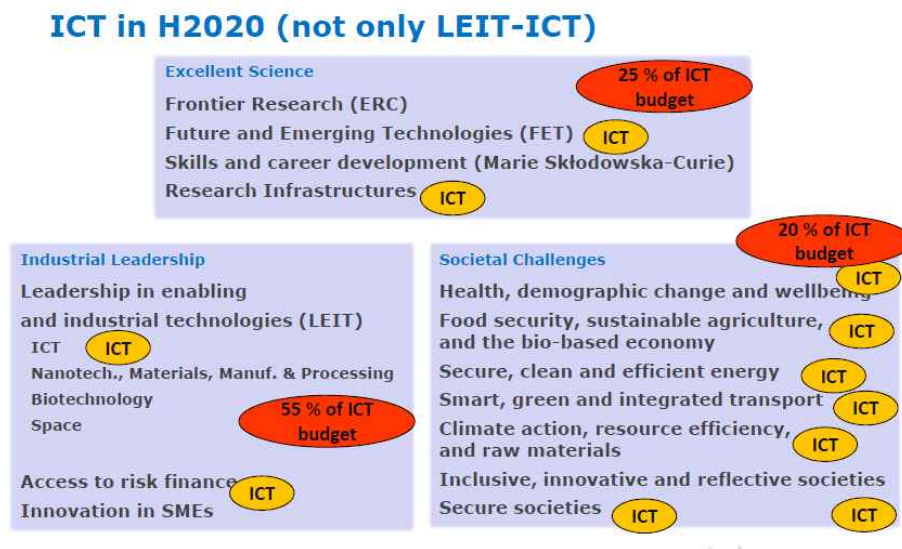 ICT in H2020 (not only LEIT-ICT)
Excellent Science
25 % of ICT
budget
Frontier Research (ERC)
Future and Emerging Technologies (FET) ICT
Skills and career development (Marie Skłodowska-Curie)
Research Infrastructures ICT
Industrial Leadership
Leadership in enabling
and industrial technologies (LEIT)
ICT ICT
Nanotech., Materials, Manuf. & Processing
Biotechnology
Space
55 % of ICT
budget
Access to risk finance
ICT
Innovation in SMEs
20 % of ICT
budget
Societal Challenges
ICT
Health, demographic change and wellbeing
Food security, sustainable agriculture,
and the bio-based economy
ICT
Secure, clean and efficient energy ICT
Smart, green and integrated transport ICT
Climate action, resource efficiency,
and raw materials
ICT
Inclusive, innovative and reflective societies
Secure societies ICT ICT